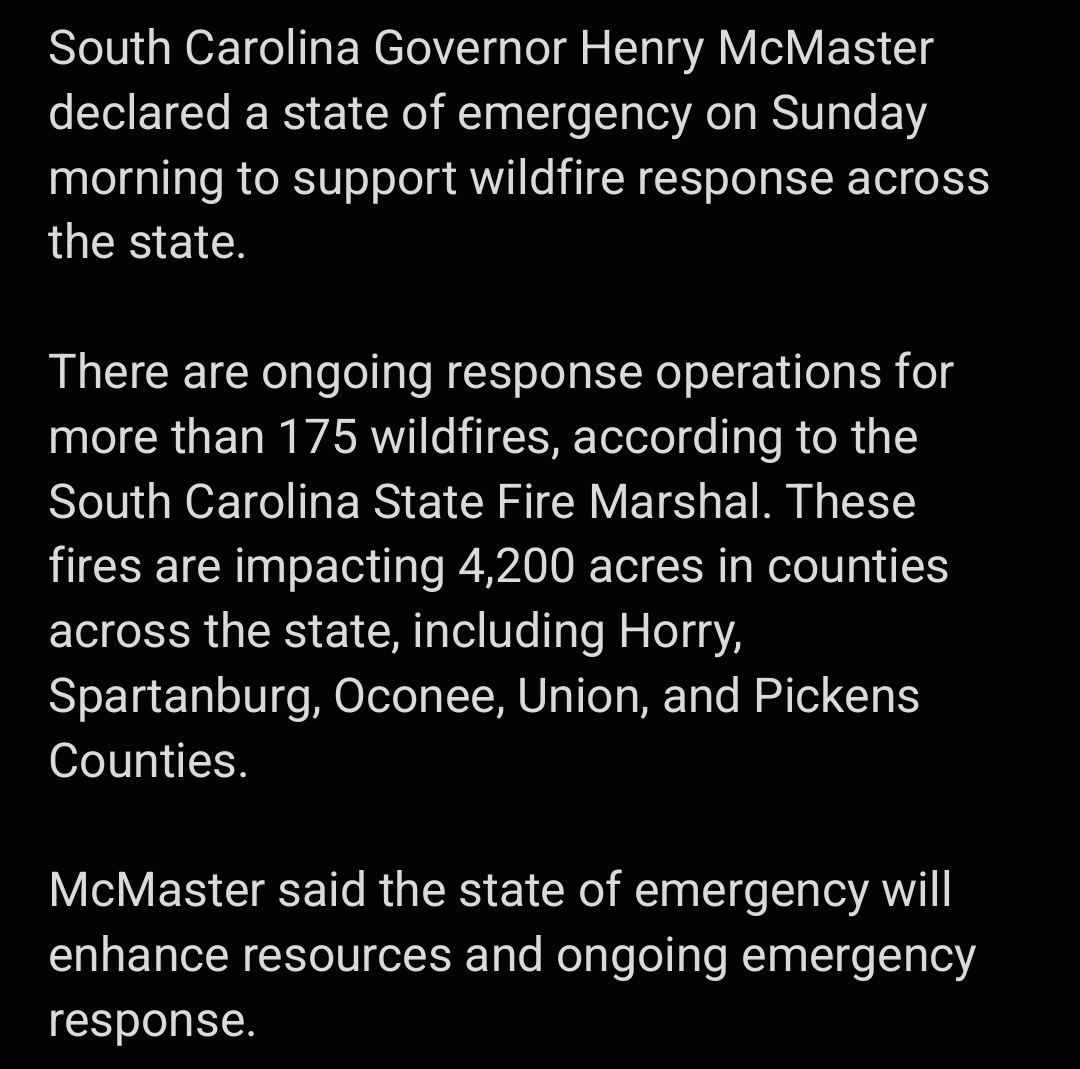 South Carolina Governor Henry McMaster
declared a state of emergency on Sunday
morning to support wildfire response across
the state.
There are ongoing response operations for
more than 175 wildfires, according to the
South Carolina State Fire Marshal. These
fires are impacting 4,200 acres in counties
across the state, including Horry,
Spartanburg, Oconee, Union, and Pickens
Counties.
McMaster said the state of emergency will
enhance resources and ongoing emergency
response.